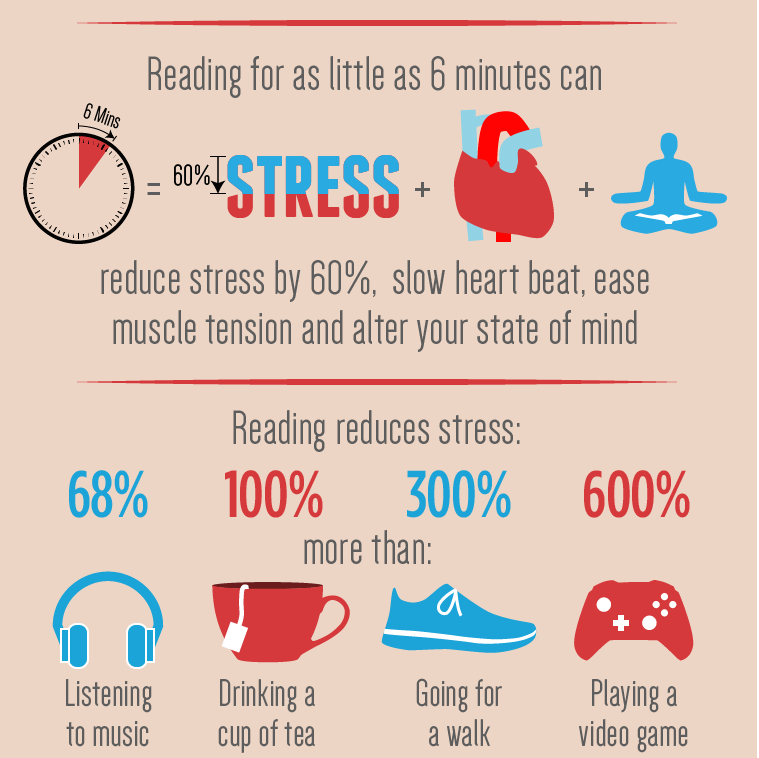 Reading for as little as 6 minutes can
6 Mins
= 60% STRESS + +
reduce stress by 60%, slow heart beat, ease
muscle tension and alter your state of mind
Reading reduces stress:
68% 100% 300% 600%
more than:
Listening Drinking a Going for Playing a
to music cup of tea a walk video game